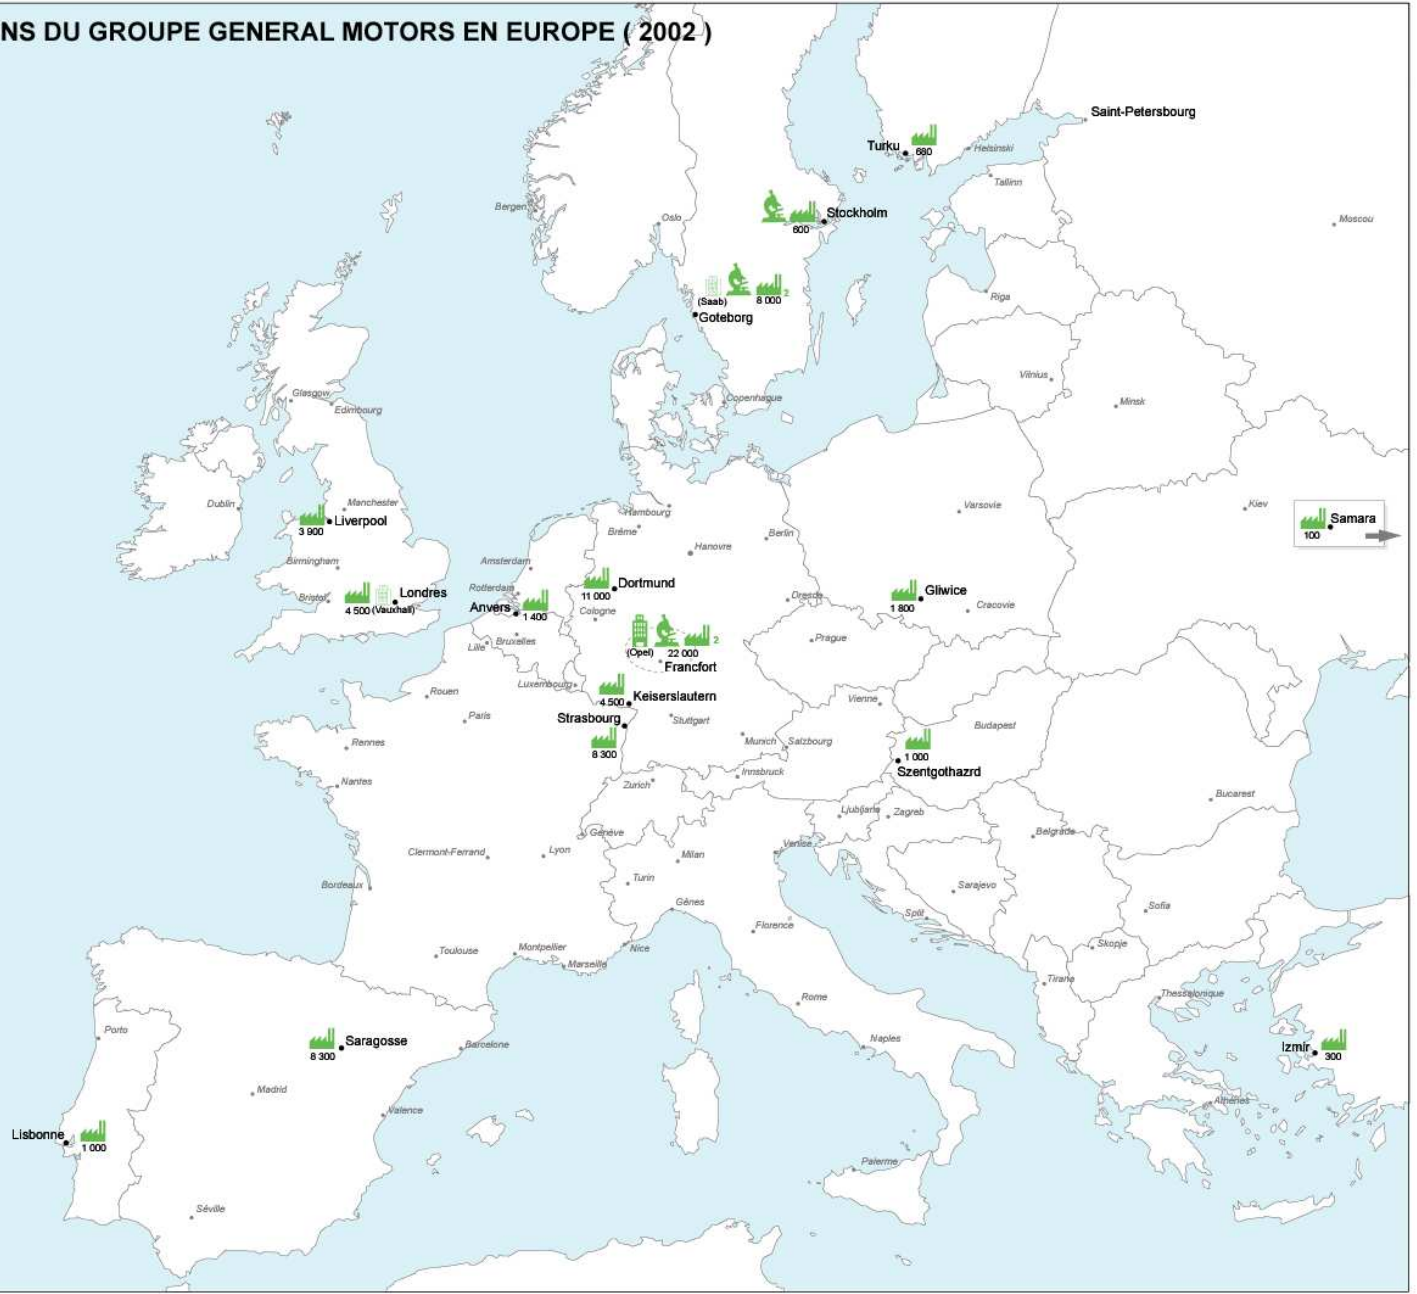 NS DU GROUPE GENERAL MOTORS EN EUROPE ( 2002 )
Saint-Petersbourg
Turku
680
Helsinski
Tallinn
Bergen
Oslo
Stockholm
600
Moscou
(Saab)
8 000
2
Goteborg
Riga
Vilnius
Minsk
Copenhague
Glasgow
Edimbourg
Dublin
Manchester
Liverpool
3 900
Birmingham
Bristol
4 500
(Vauxhall)
Londres
Hambourg
Brême
Hanovre
Berlin
Varsovie
Kiev
Samara
100
Amsterdam
Rotterdam
Anvers
1 400
Dortmund
11 000
Cologne
Dresde
Gliwice
1 800
Cracovie
Lille
Bruxelles
(Opel)
22 000
2
Francfort
Prague
Luxembourg
Keiserslautern
4 500
Strasbourg
8 300
Stuttgart
Rouen
Paris
Vienne
Budapest
Rennes
Munich
Salzbourg
1 000
Szentgothazrd
Nantes
Zurich
Innsbruck
Bucarest
Ljubljana
Zagreb
Belgrade
Genève
Venise
Clermont-Ferrand
Lyon
Milan
Turin
Bordeaux
Sarajevo
Gênes
Split
Sofia
Florence
Toulouse
Montpellier
Nice
Marseille
Skopje
Tirana
Thessalonique
Rome
Porto
Saragosse
8 300
Barcelone
Naples
Izmir
300
Madrid
Valence
Athènes
Lisbonne
1 000
Palerme
Séville